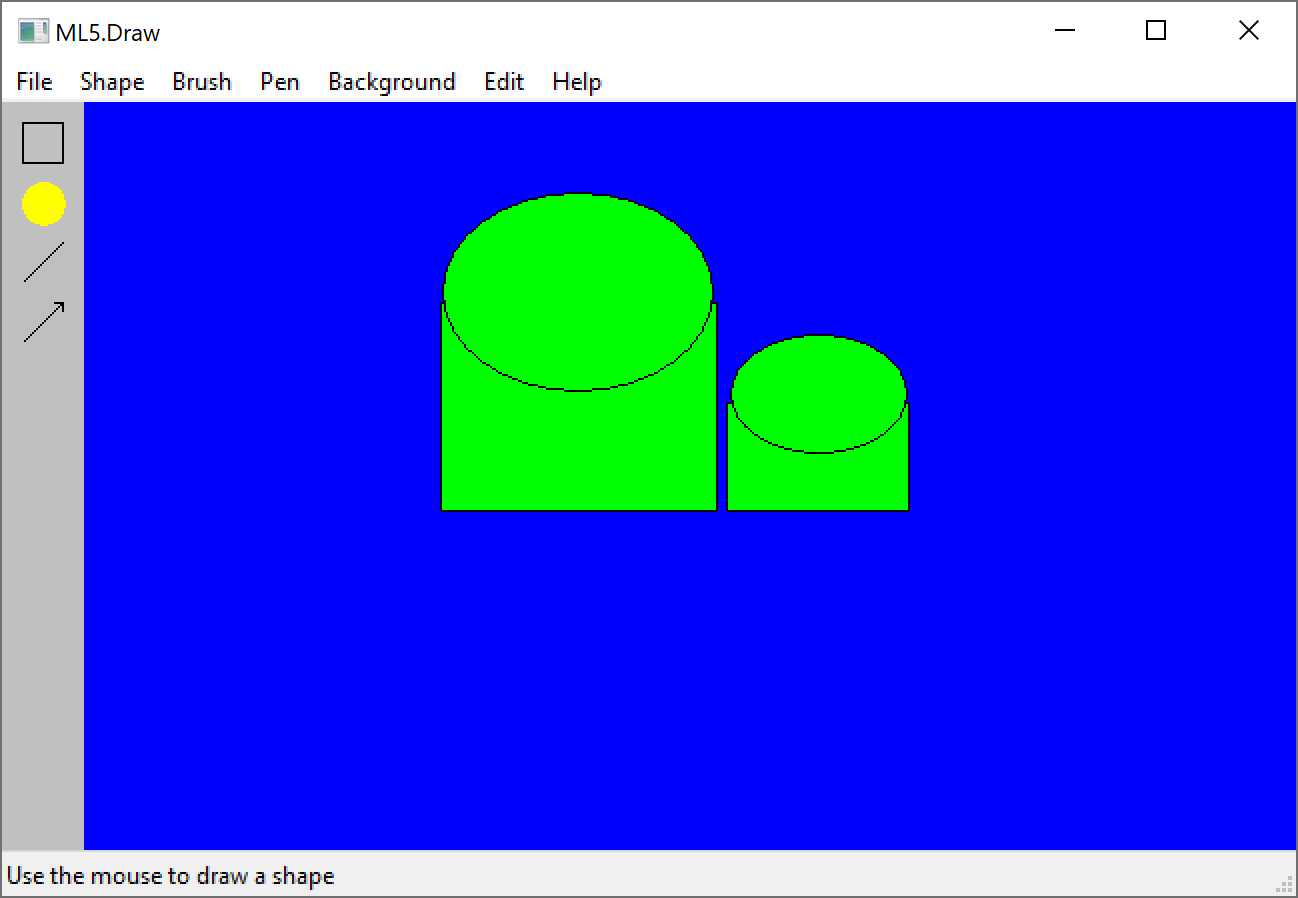 ML5.Draw
File Shape Brush Pen Background Edit Help
Use the mouse to draw a shape